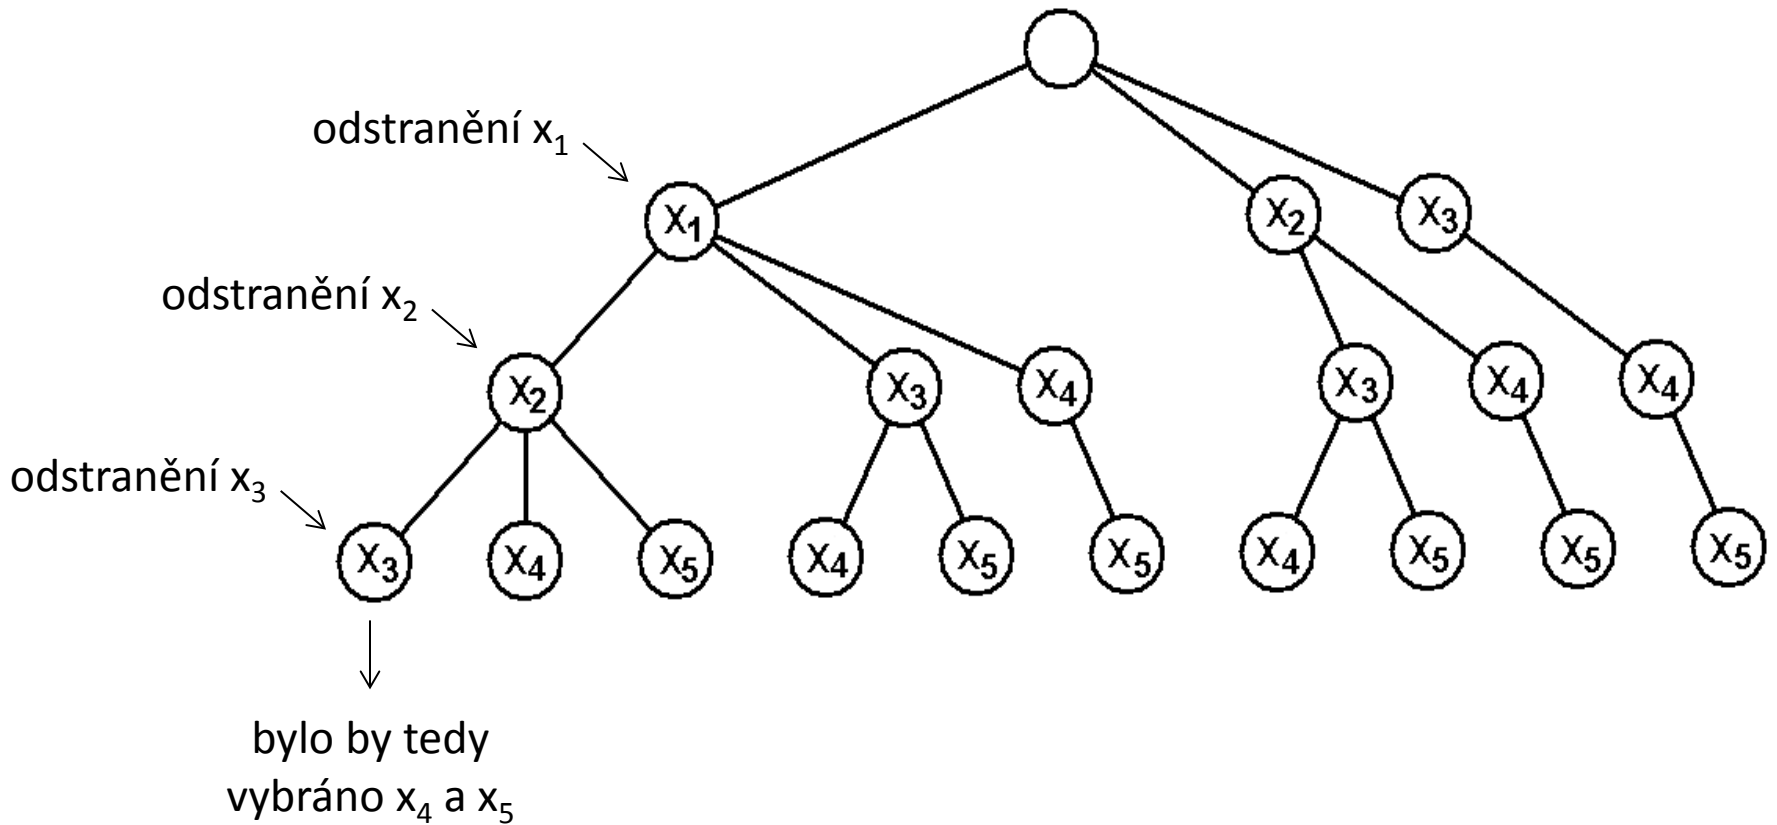 odstranění x₁
x₁
x₂
x₃
odstranění x₂
x₂
x₃
x₄
x₃
x₄
x₄
odstranění x₃
x₃
x₄
x₅
x₄
x₅
x₅
x₄
x₅
x₅
x₅
bylo by tedy
vybráno x₄ a x₅